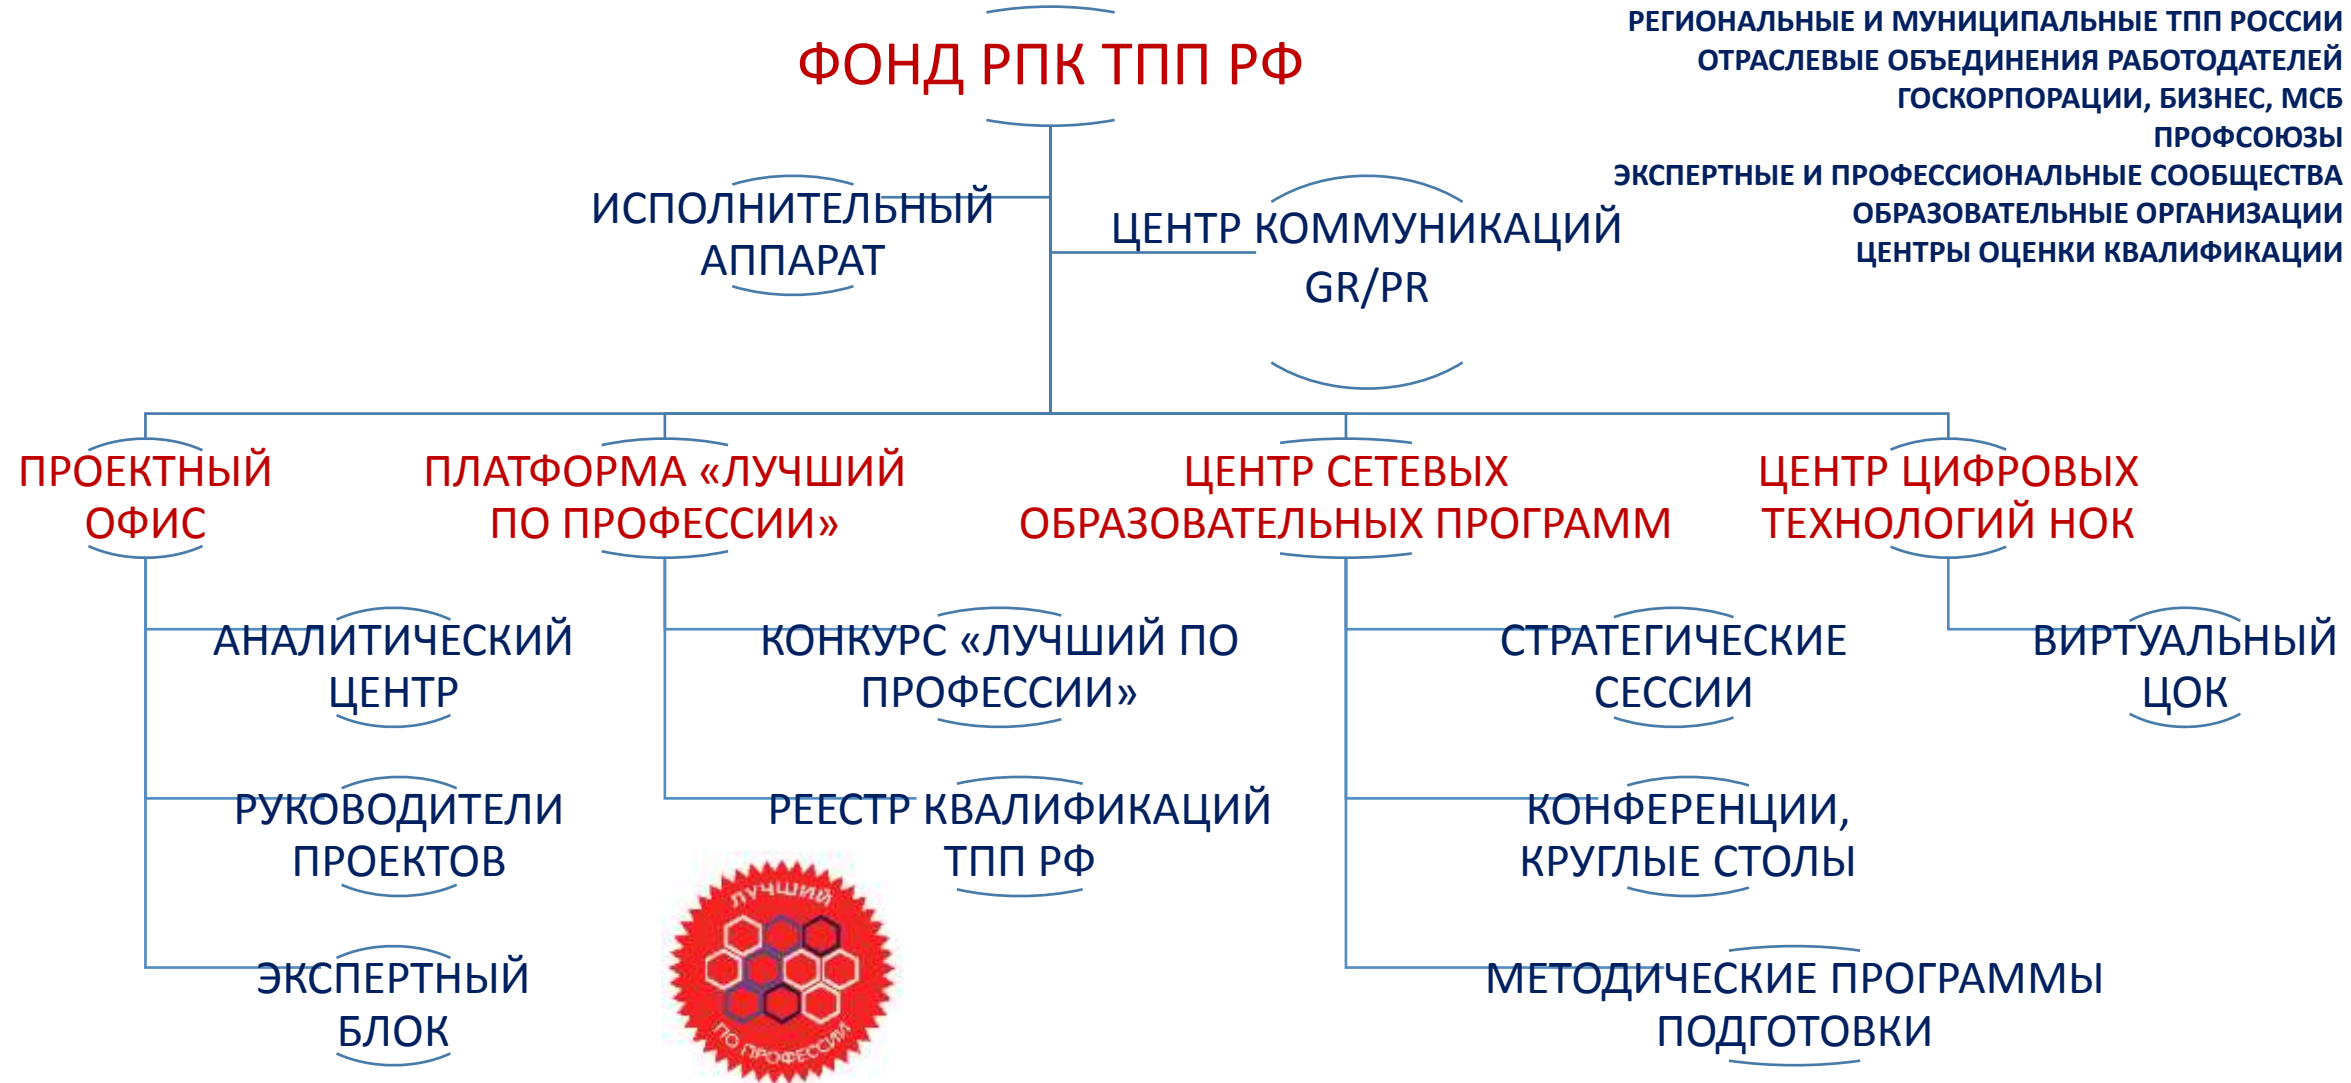 ФОНД РПК ТПП РФ
РЕГИОНАЛЬНЫЕ И МУНИЦИПАЛЬНЫЕ ТПП РОССИИ
ОТРАСЛЕВЫЕ ОБЪЕДИНЕНИЯ РАБОТОДАТЕЛЕЙ
ГОСКОРПОРАЦИИ, БИЗНЕС, МСБ
ПРОФСОЮЗЫ
ЭКСПЕРТНЫЕ И ПРОФЕССИОНАЛЬНЫЕ СООБЩЕСТВА
ОБРАЗОВАТЕЛЬНЫЕ ОРГАНИЗАЦИИ
ЦЕНТРЫ ОЦЕНКИ КВАЛИФИКАЦИИ
ИСПОЛНИТЕЛЬНЫЙ
АППАРАТ
ЦЕНТР КОММУНИКАЦИЙ
GR/PR
ПРОЕКТНЫЙ
ОФИС
АНАЛИТИЧЕСКИЙ
ЦЕНТР
РУКОВОДИТЕЛИ
ПРОЕКТОВ
ЭКСПЕРТНЫЙ
БЛОК
ПЛАТФОРМА «ЛУЧШИЙ
ПО ПРОФЕССИИ»
КОНКУРС «ЛУЧШИЙ ПО
ПРОФЕССИИ»
РЕЕСТР КВАЛИФИКАЦИЙ
ТПП РФ
ЛУЧШИЙ
ПО ПРОФЕССИИ
ЦЕНТР СЕТЕВЫХ
ОБРАЗОВАТЕЛЬНЫХ ПРОГРАММ
СТРАТЕГИЧЕСКИЕ
СЕССИИ
КОНФЕРЕНЦИИ,
КРУГЛЫЕ СТОЛЫ
МЕТОДИЧЕСКИЕ ПРОГРАММЫ
ПОДГОТОВКИ
ЦЕНТР ЦИФРОВЫХ
ТЕХНОЛОГИЙ НОК
ВИРТУАЛЬНЫЙ
ЦОК